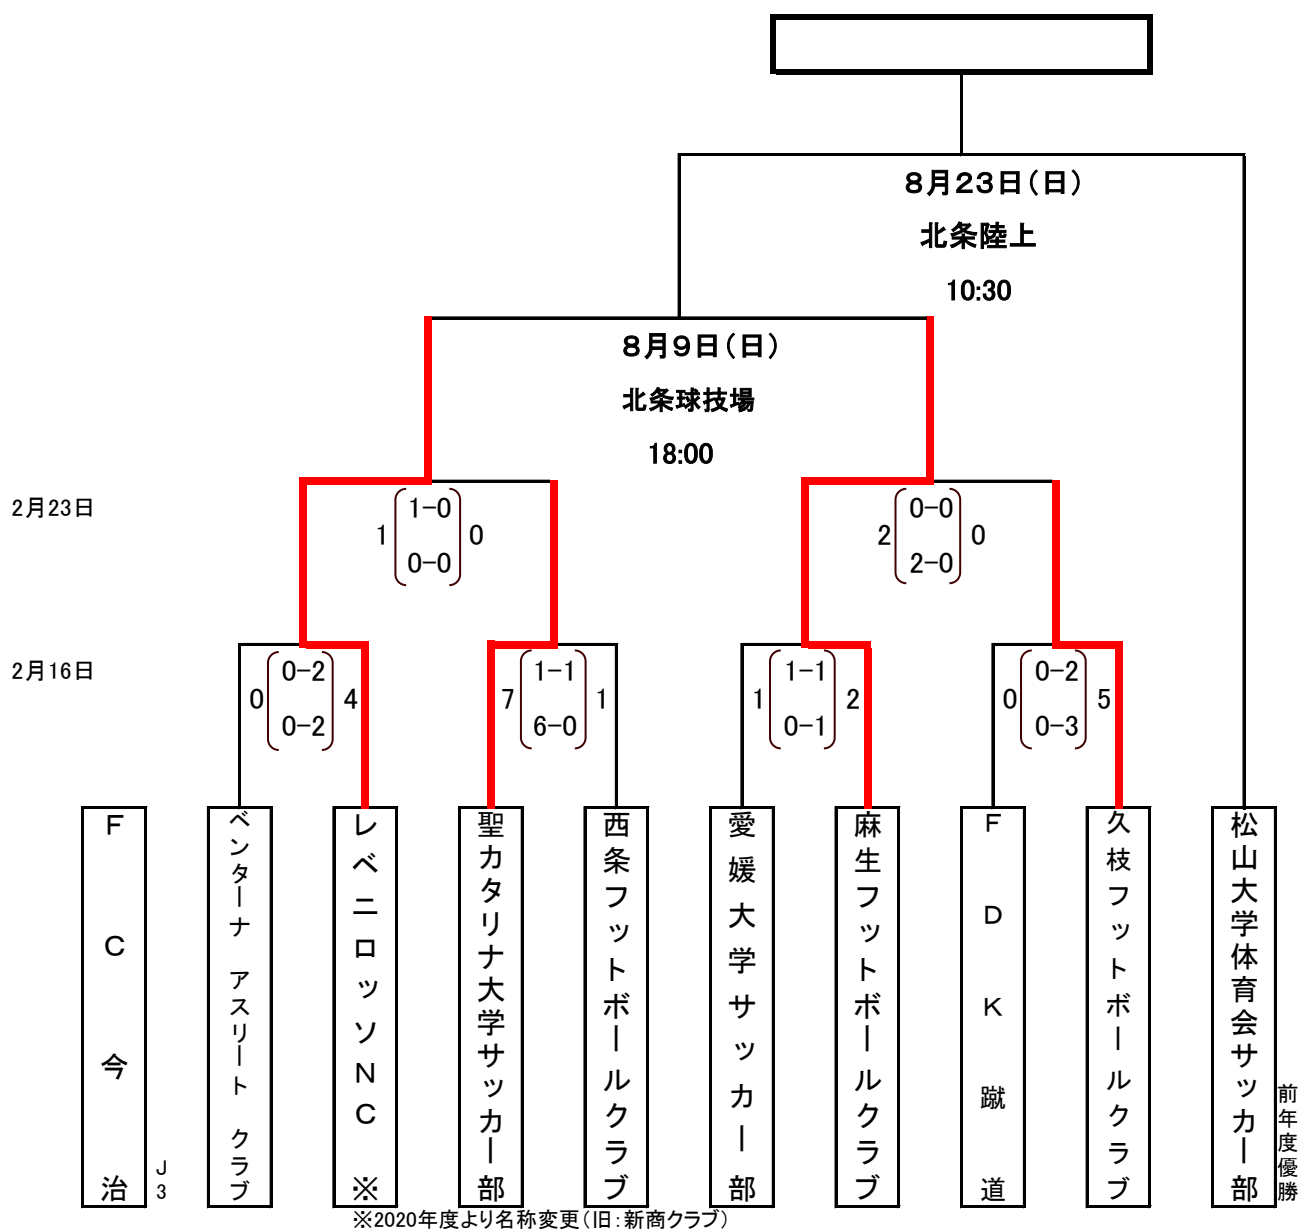 8月23日(日)
北条陸上
10:30
8月9日(日)
北条球技場
18:00
2月23日
1 1-0 0
0-0
2 0-0 0
2-0
2月16日
0 0-2 4
0-2
7 1-1 1
6-0
1 1-1 2
0-1
0 0-2 5
0-3
FC今治
J3
ベンターナ アスリート クラブ
レベニロッソNC ※
聖カタリナ大学サッカー部
西条フットボールクラブ
愛媛大学サッカー部
麻生フットボールクラブ
FDK蹴道
久枝フットボールクラブ
松山大学体育会サッカー部
前年度優勝
※2020年度より名称変更(旧:新商クラブ)